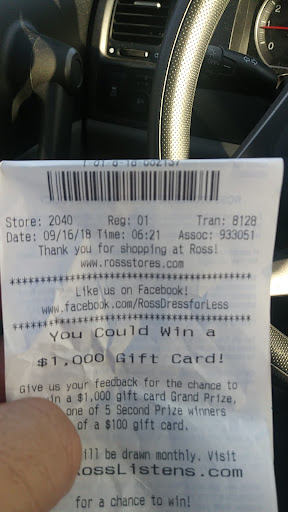 Store: 2040 Reg: 01 Tran: 8128
Date: 09/16/18 Time: 06:21 Assoc: 933051
Thank you for shopping at Ross!
www.rossstores.com
****************************************
Like us on Facebook!
www.facebook.com/RossDressforLess
****************************************
You Could Win a
$1,000 Gift Card!
Give us your feedback for the chance to
a $1,000 gift card Grand Prize,
one of 5 Second Prize winners
of a $100 gift card.
be drawn monthly. Visit
RossListens.com
for a chance to win!